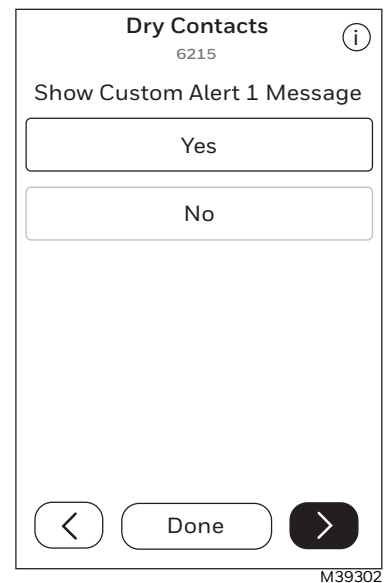 Dry Contacts
6215
i
Show Custom Alert 1 Message
Yes
No
Done
M39302